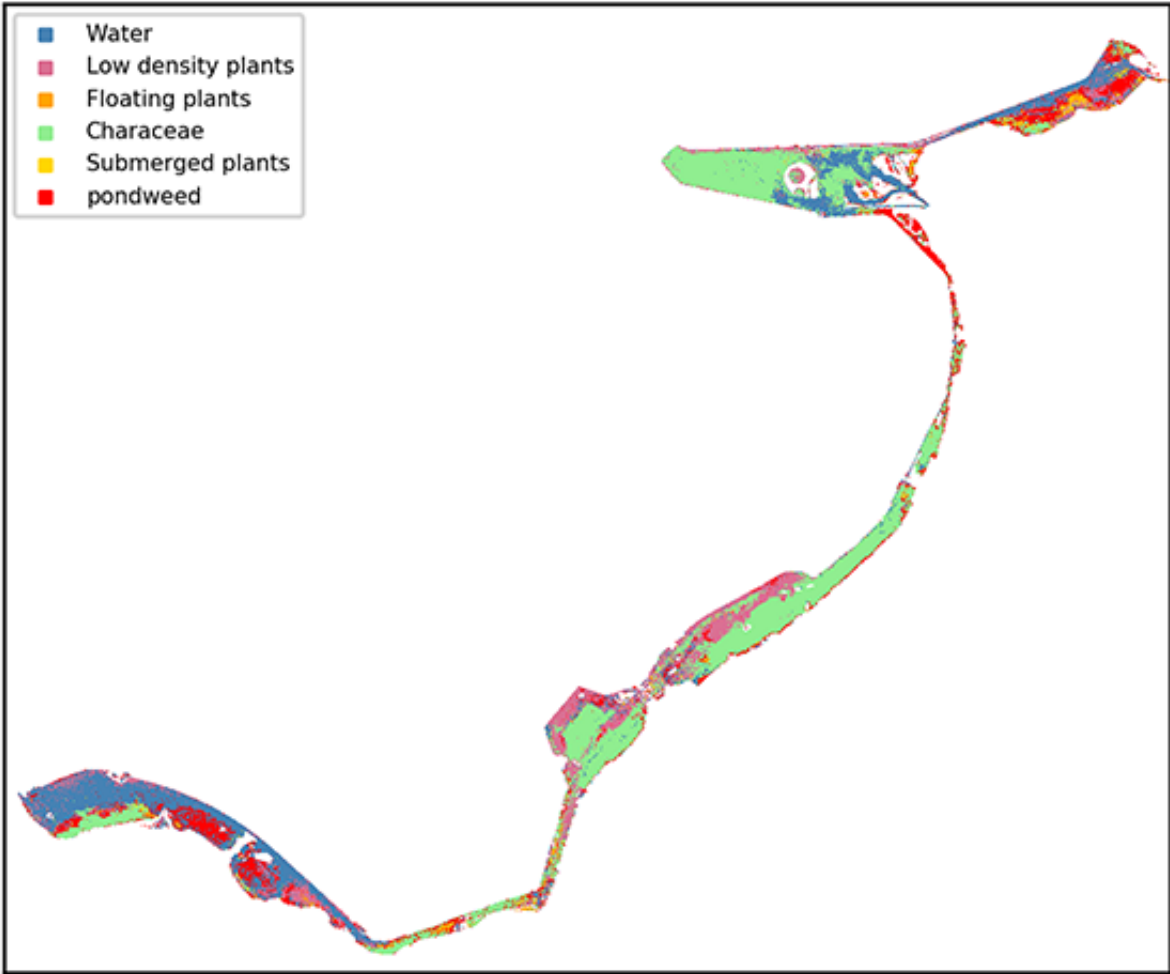 Water
Low density plants
Floating plants
Characeae
Submerged plants
pondweed